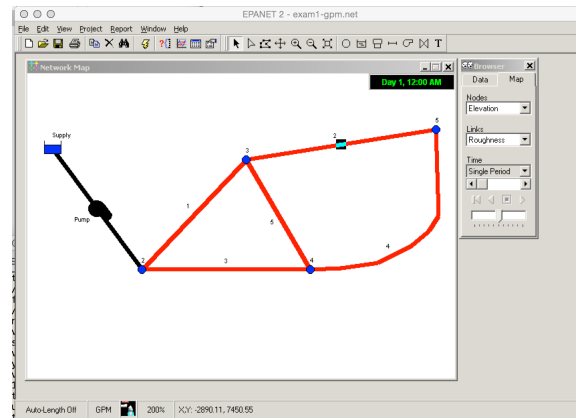 EPANET 2 - exam1-gpm.net
File Edit View Project Report Window Help
T
Network Map
Day 1, 12:00 AM
Browser
Data Map
Nodes
Elevation
Links
Roughness
Time
Single Period
Supply
Pump
1
2
3
5
2
3
4
5
4
Auto-Length Off GPM 200% X,Y: -2890.11, 7450.55